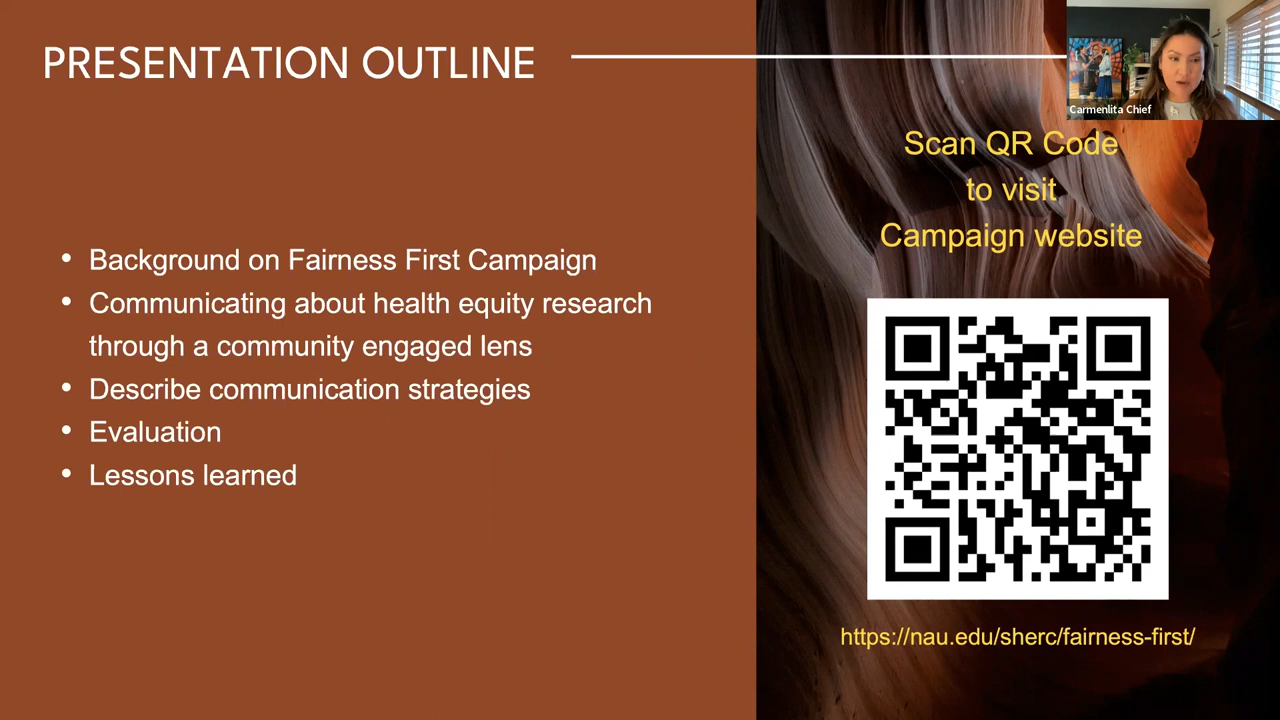 PRESENTATION OUTLINE
• Background on Fairness First Campaign
• Communicating about health equity research
through a community engaged lens
• Describe communication strategies
• Evaluation
• Lessons learned
Carmenlita Chief
Scan QR Code
to visit
Campaign website
https://nau.edu/sherc/fairness-first/